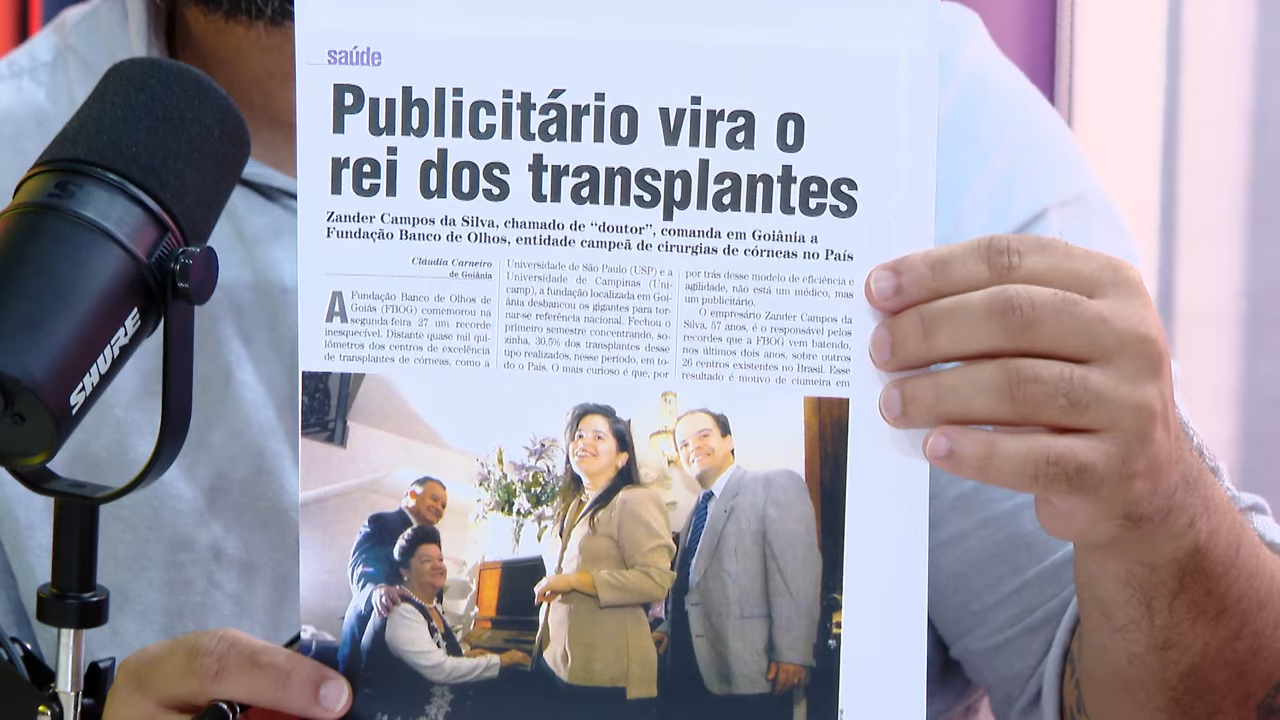 saúde
Publicitário vira o
rei dos transplantes
Zander Campos da Silva, chamado de “doutor”, comanda em Goiânia a
Fundação Banco de Olhos, entidade campeã de cirurgias de córneas no País
Cláudia Carneiro
de Goiânia
A Fundação Banco de Olhos de
Goiás (FBOG) comemorou na
segunda-feira 27 um recorde
inesquecível. Distante quase mil qui-
lômetros dos centros de excelência
de transplantes de córneas, como a
Universidade de São Paulo (USP) e a
Universidade de Campinas (Uni-
camp), a fundação localizada em Goi-
ânia desbancou os gigantes para tor-
nar-se referência nacional. Fechou o
primeiro semestre concentrando, so-
zinha, 30,5% dos transplantes desse
tipo realizados, nesse período, em to-
do o País. O mais curioso é que, por
por trás desse modelo de eficiência e
agilidade, não está um médico, mas
um publicitário.
O empresário Zander Campos da
Silva, 57 anos, é o responsável pelos
recordes que a FBOG vem batendo,
nos últimos dois anos, sobre outros
26 centros existentes no Brasil. Esse
resultado é motivo de ciumeira em
SHURE